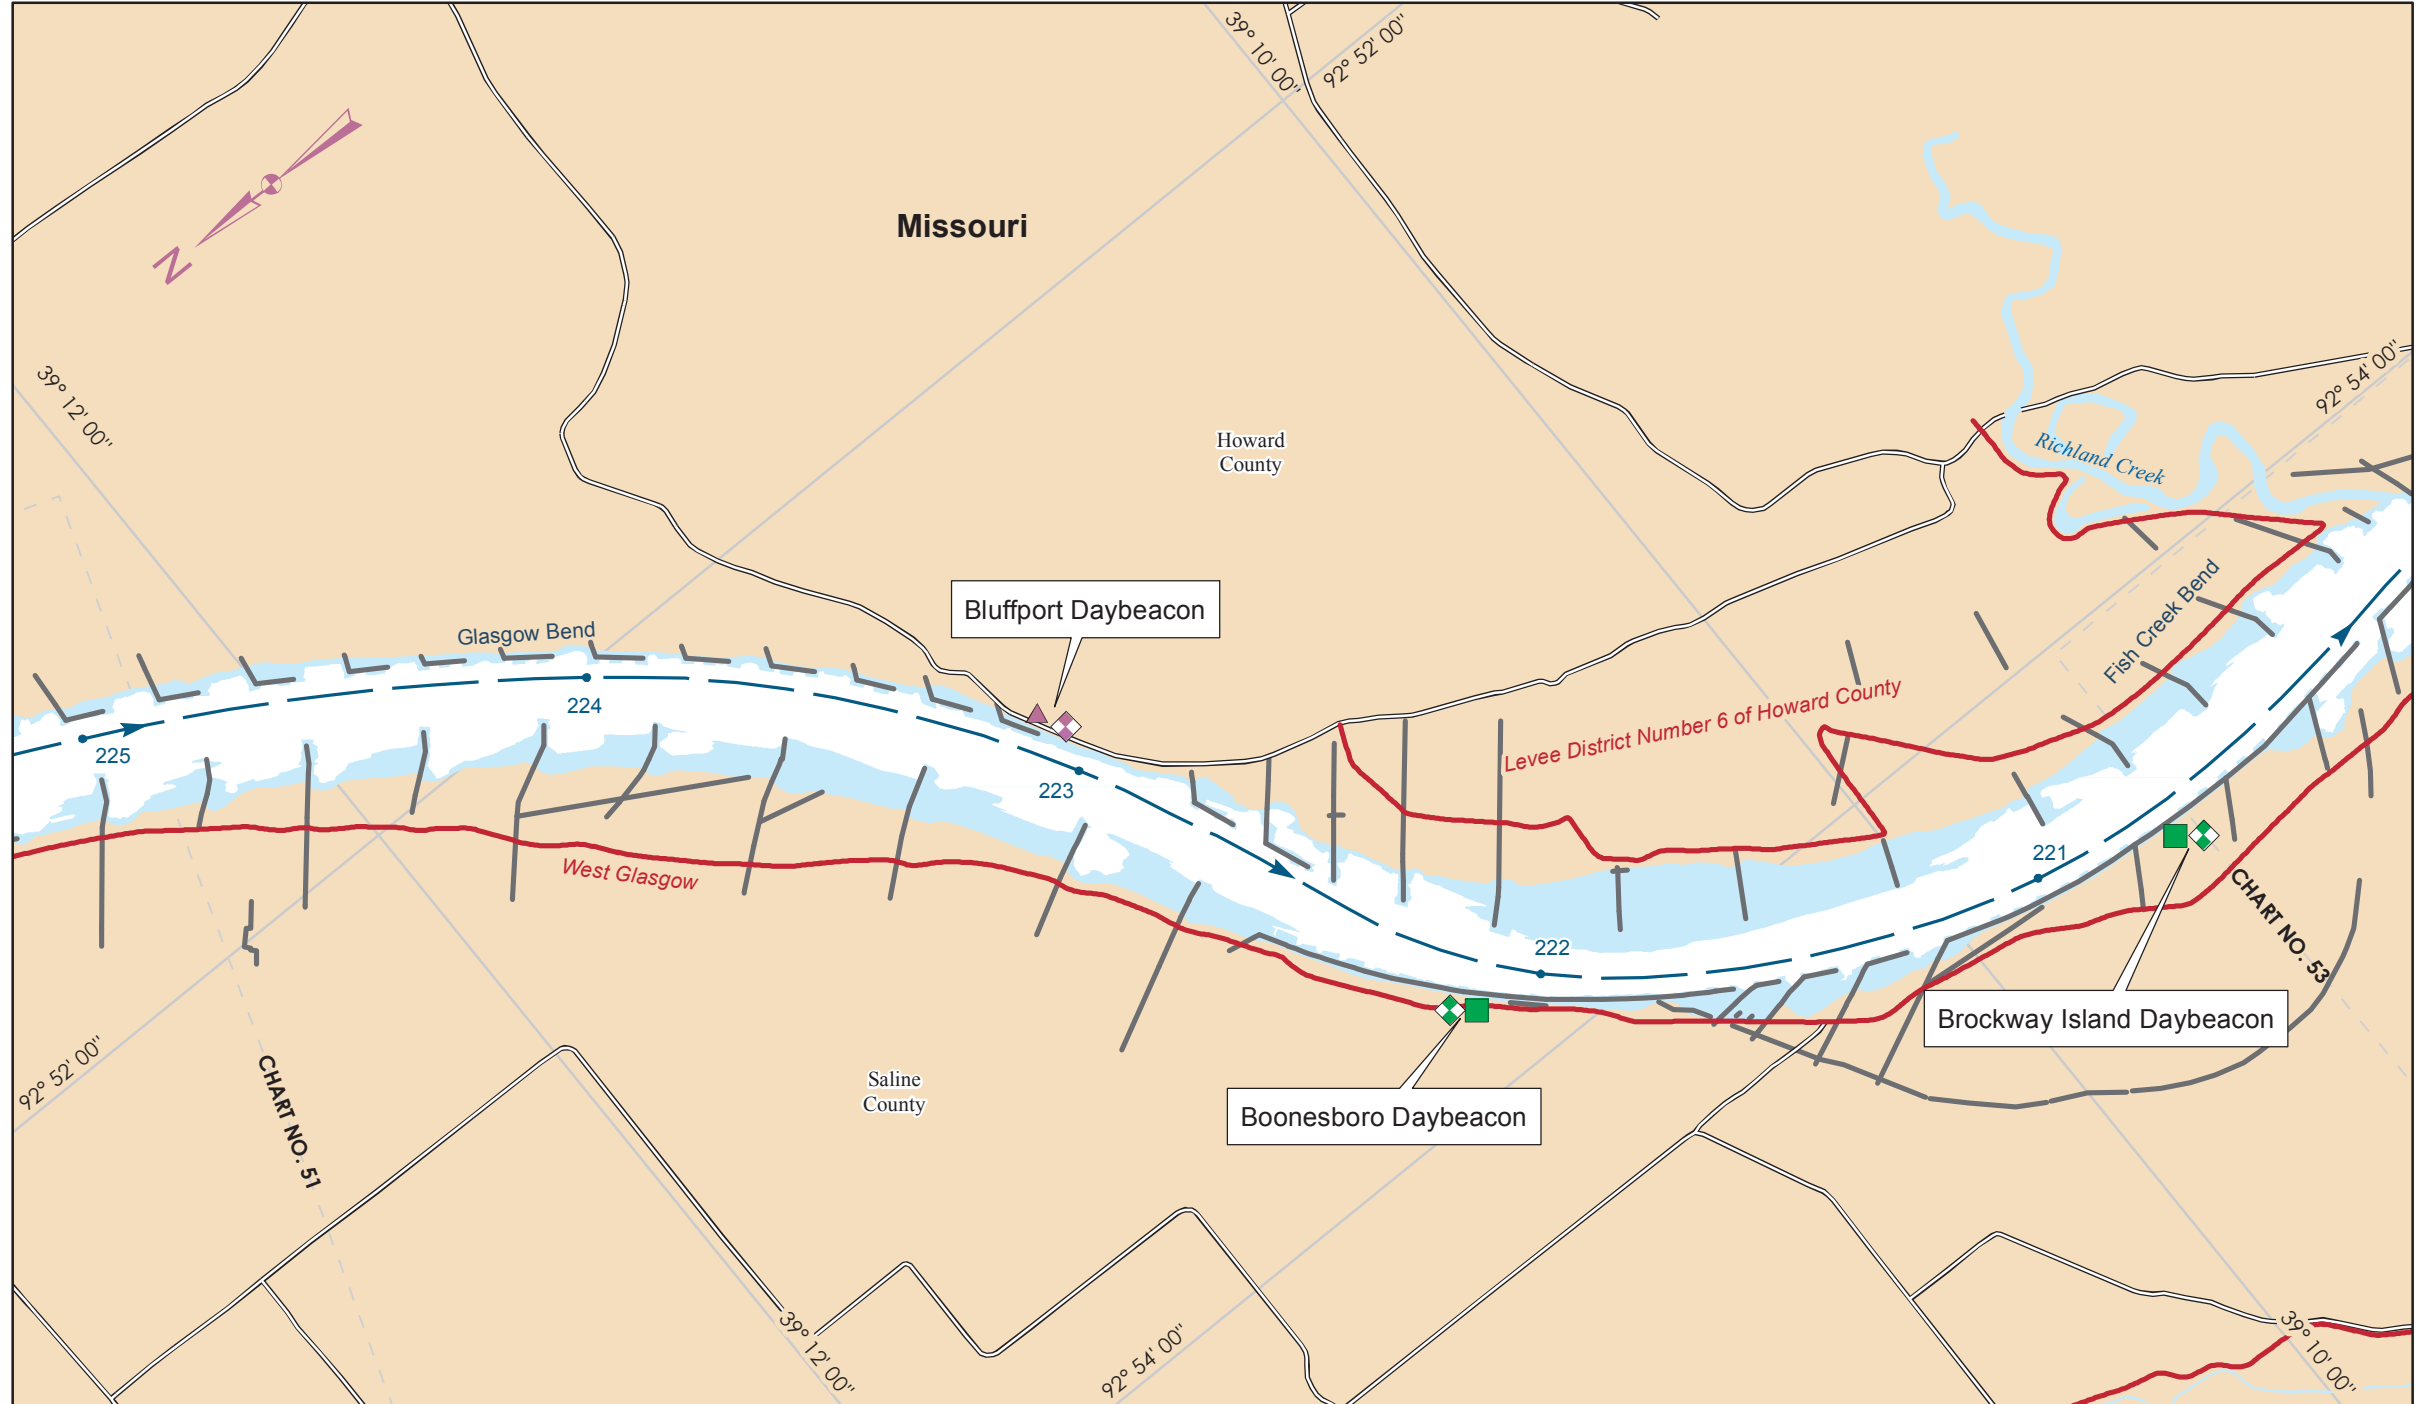 39° 10' 00"
92° 52' 00"
N
Missouri
39° 12' 00"
92° 54' 00"
Howard
County
Richland Creek
Bluffport Daybeacon
Glasgow Bend
Fish Creek Bend
224
225
223
Levee District Number 6 of Howard County
West Glasgow
222
221
CHART NO. 53
Brockway Island Daybeacon
92° 52' 00"
CHART NO. 51
Saline
County
Boonesboro Daybeacon
39° 12' 00"
92° 54' 00"
39° 10' 00"